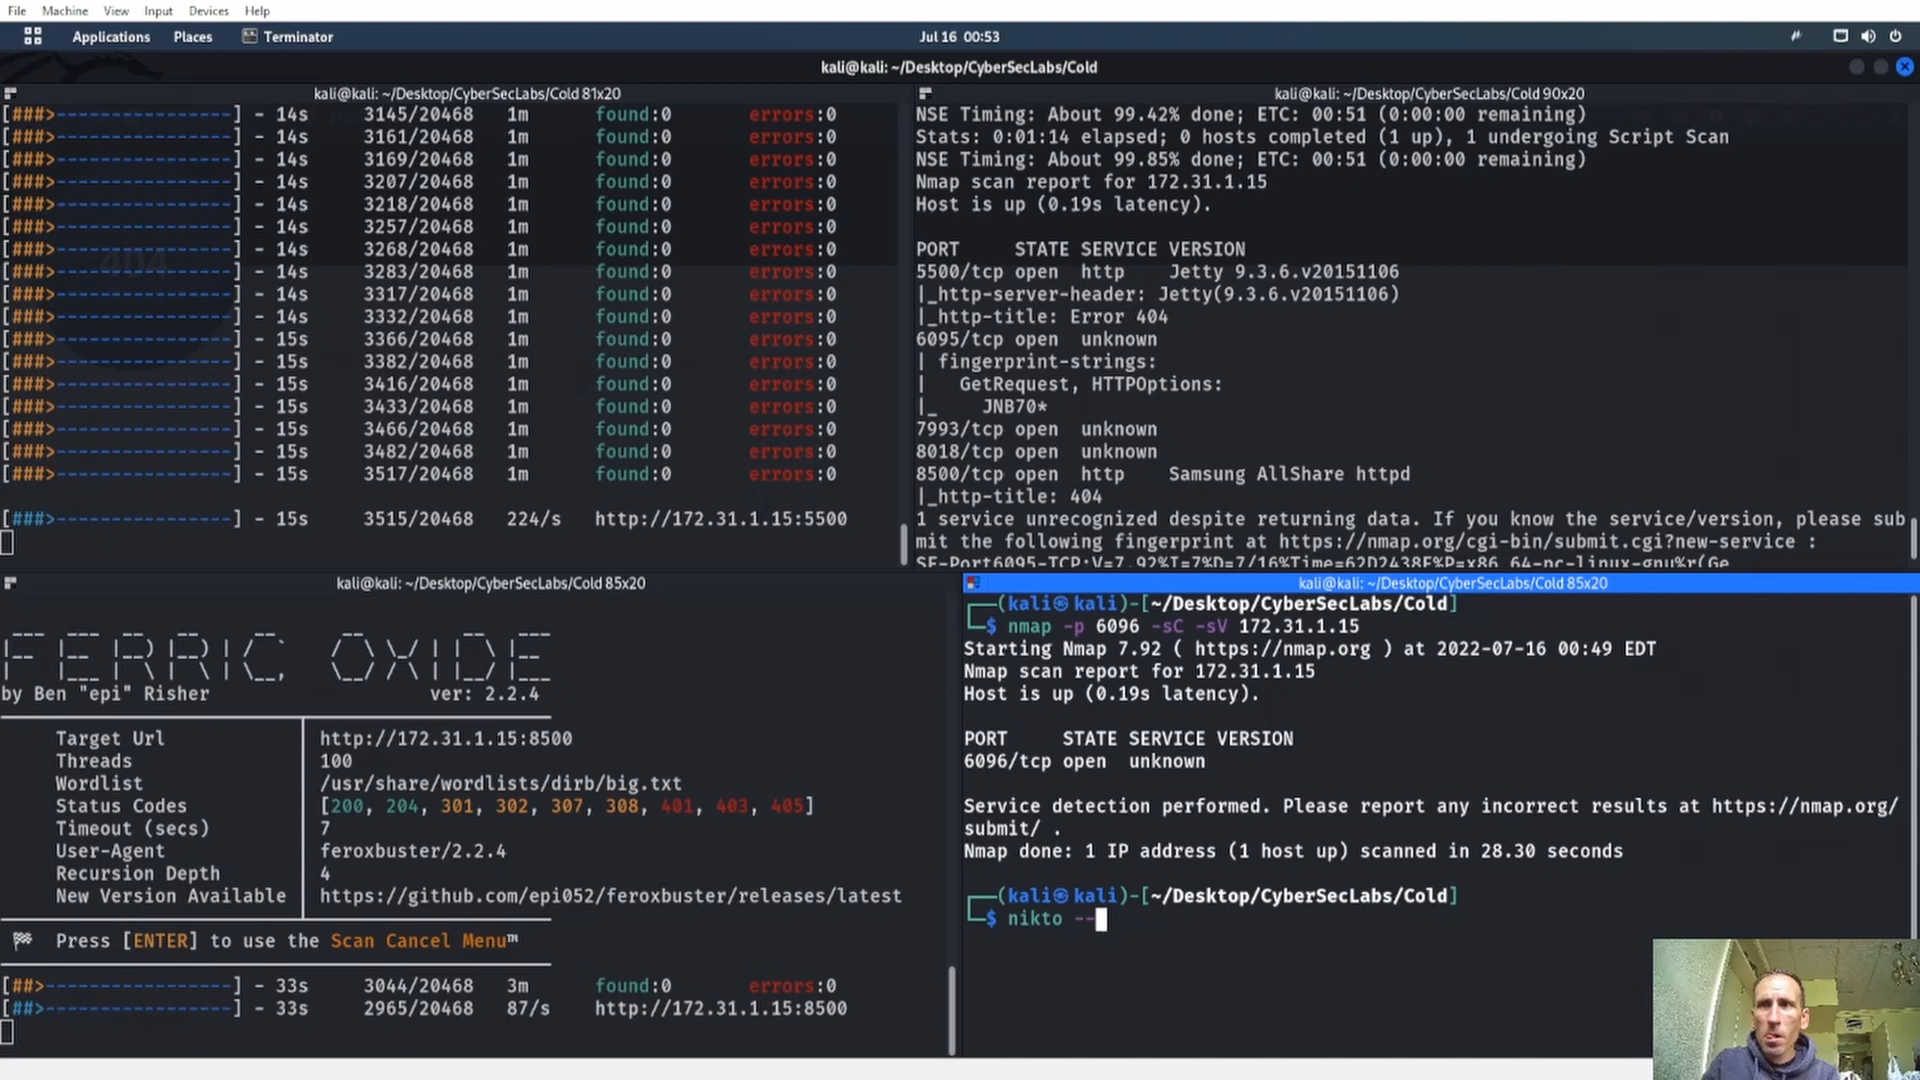 File Machine View Input Devices Help
Applications Places Terminator Jul 16 00:53
kali@kali: ~/Desktop/CyberSecLabs/Cold
kali@kali: ~/Desktop/CyberSecLabs/Cold 81x20
[###>-----------------] - 14s 3145/20468 1m found:0 errors:0
[###>-----------------] - 14s 3161/20468 1m found:0 errors:0
[###>-----------------] - 14s 3169/20468 1m found:0 errors:0
[###>-----------------] - 14s 3207/20468 1m found:0 errors:0
[###>-----------------] - 14s 3218/20468 1m found:0 errors:0
[###>-----------------] - 14s 3257/20468 1m found:0 errors:0
[###>-----------------] - 14s 3268/20468 1m found:0 errors:0
[###>-----------------] - 14s 3283/20468 1m found:0 errors:0
[###>-----------------] - 14s 3317/20468 1m found:0 errors:0
[###>-----------------] - 14s 3332/20468 1m found:0 errors:0
[###>-----------------] - 15s 3366/20468 1m found:0 errors:0
[###>-----------------] - 15s 3382/20468 1m found:0 errors:0
[###>-----------------] - 15s 3416/20468 1m found:0 errors:0
[###>-----------------] - 15s 3433/20468 1m found:0 errors:0
[###>-----------------] - 15s 3466/20468 1m found:0 errors:0
[###>-----------------] - 15s 3482/20468 1m found:0 errors:0
[###>-----------------] - 15s 3517/20468 1m found:0 errors:0
[###>-----------------] - 15s 3515/20468 224/s http://172.31.1.15:5500
kali@kali: ~/Desktop/CyberSecLabs/Cold 90x20
NSE Timing: About 99.42% done; ETC: 00:51 (0:00:00 remaining)
Stats: 0:01:14 elapsed; 0 hosts completed (1 up), 1 undergoing Script Scan
NSE Timing: About 99.85% done; ETC: 00:51 (0:00:00 remaining)
Nmap scan report for 172.31.1.15
Host is up (0.19s latency).
PORT STATE SERVICE VERSION
5500/tcp open http Jetty 9.3.6.v20151106
|_http-server-header: Jetty(9.3.6.v20151106)
|_http-title: Error 404
6095/tcp open unknown
| fingerprint-strings:
| GetRequest, HTTPOptions:
|_ JNB70*
7993/tcp open unknown
8018/tcp open unknown
8500/tcp open http Samsung AllShare httpd
|_http-title: 404
1 service unrecognized despite returning data. If you know the service/version, please sub
mit the following fingerprint at https://nmap.org/cgi-bin/submit.cgi?new-service :
SF-Port6095-TCP:V=7.92%I=7%D=7/16%Time=62D2438E%P=x86_64-pc-linux-gnu%r(Ge
kali@kali: ~/Desktop/CyberSecLabs/Cold 85x20
FERRIC OXIDE
by Ben "epi" Risher ver: 2.2.4
Target Url http://172.31.1.15:8500
Threads 100
Wordlist /usr/share/wordlists/dirb/big.txt
Status Codes [200, 204, 301, 302, 307, 308, 401, 403, 405]
Timeout (secs) 7
User-Agent feroxbuster/2.2.4
Recursion Depth 4
New Version Available https://github.com/epi052/feroxbuster/releases/latest
Press [ENTER] to use the Scan Cancel Menu™
[##>------------------] - 33s 3044/20468 3m found:0 errors:0
[##>------------------] - 33s 2965/20468 87/s http://172.31.1.15:8500
kali@kali: ~/Desktop/CyberSecLabs/Cold 85x20
┌──(kali㉿kali)-[~/Desktop/CyberSecLabs/Cold]
└─$ nmap -p 6096 -sC -sV 172.31.1.15
Starting Nmap 7.92 ( https://nmap.org ) at 2022-07-16 00:49 EDT
Nmap scan report for 172.31.1.15
Host is up (0.19s latency).
PORT STATE SERVICE VERSION
6096/tcp open unknown
Service detection performed. Please report any incorrect results at https://nmap.org/
submit/ .
Nmap done: 1 IP address (1 host up) scanned in 28.30 seconds
┌──(kali㉿kali)-[~/Desktop/CyberSecLabs/Cold]
└─$ nikto --